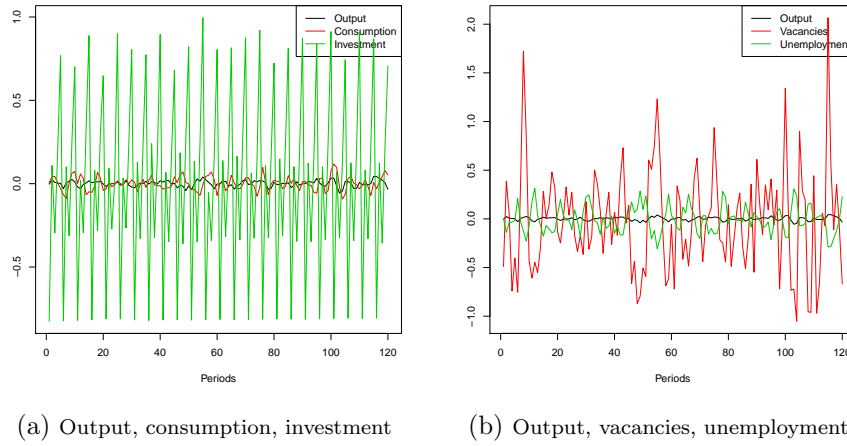 Output
Consumption
Investment
1.0
0.5
0.0
−0.5
0 20 40 60 80 100 120
Periods
(a) Output, consumption, investment
Output
Vacancies
Unemployment
2.0
1.5
1.0
0.5
0.0
−0.5
−1.0
0 20 40 60 80 100 120
Periods
(b) Output, vacancies, unemployment